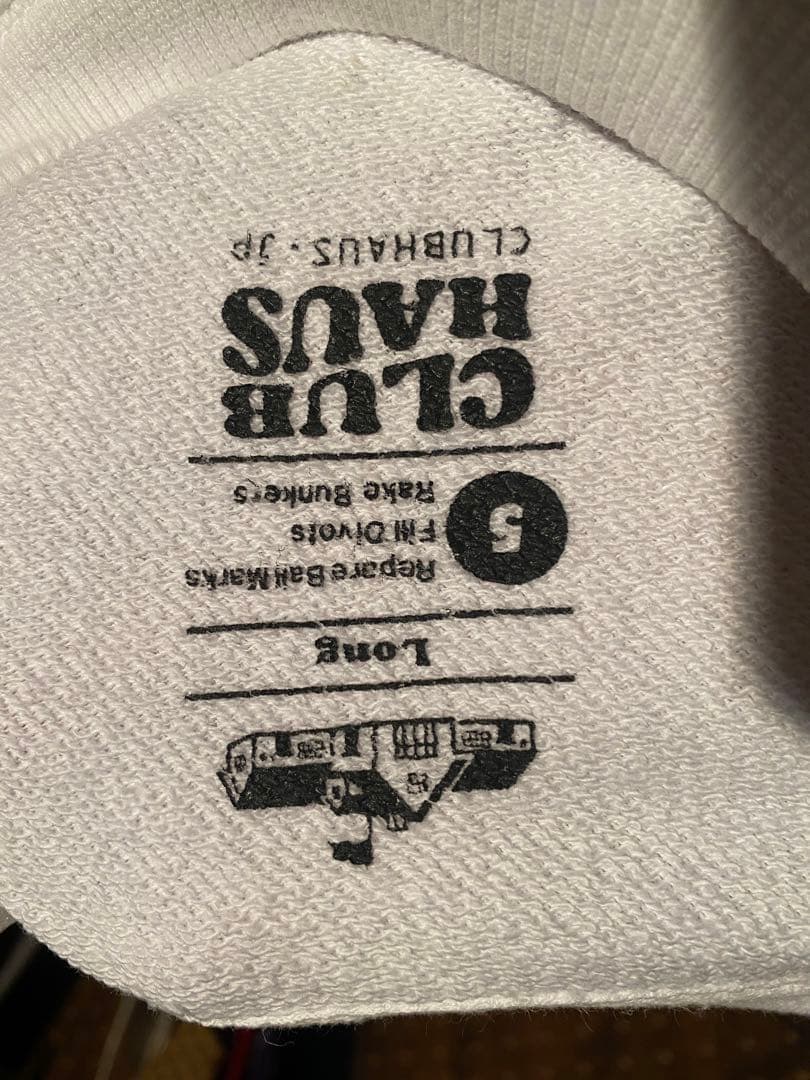 Long
5
Repare Ball Marks
Fill Divots
Rake Bunkers
CLUB
HAUS
CLUBHAUS.jp